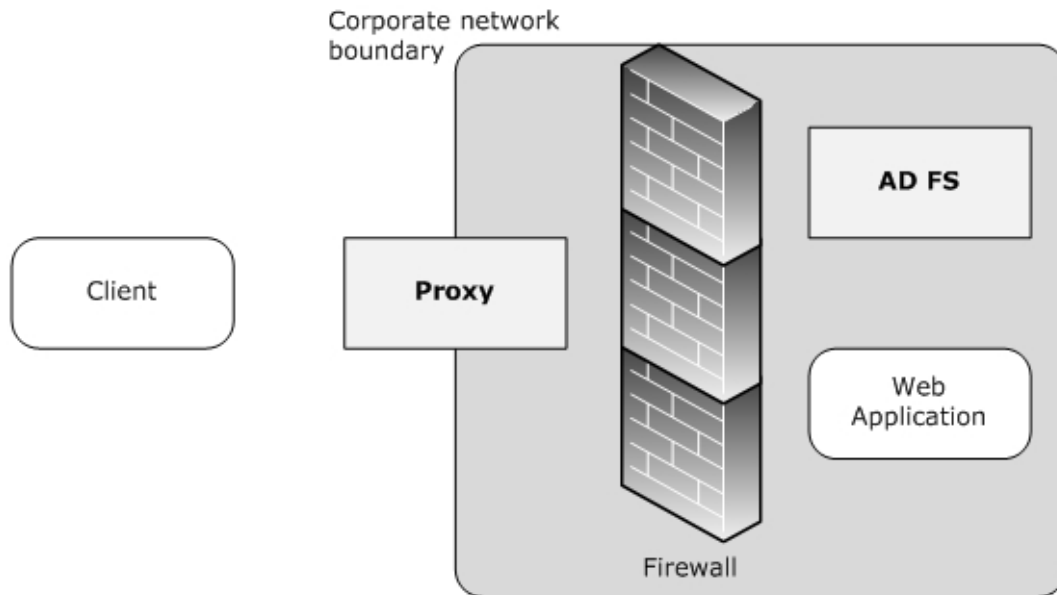 Corporate network
boundary
AD FS
Client
Proxy
Web
Application
Firewall